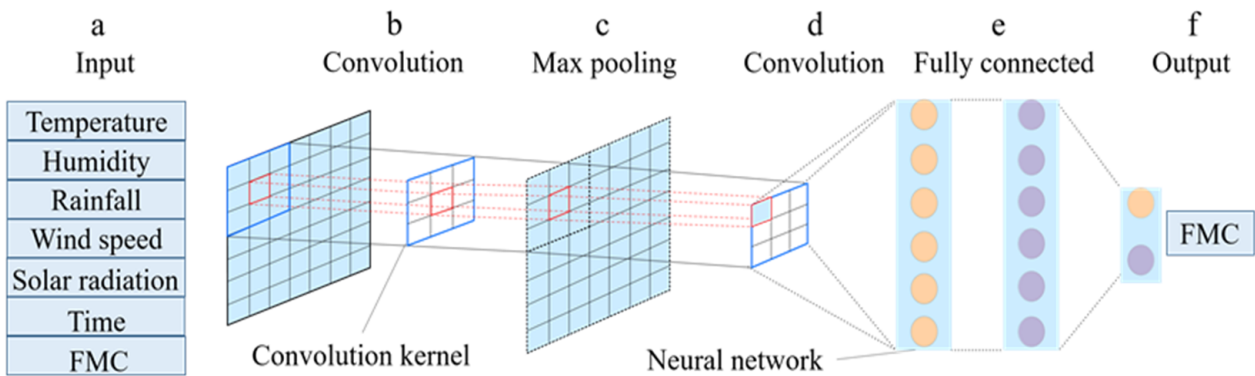 a
b
c
d
e
f
Input
Convolution
Max pooling
Convolution
Fully connected
Output
Temperature
Humidity
Rainfall
Wind speed
Solar radiation
Time
FMC
Convolution kernel
Neural network
FMC